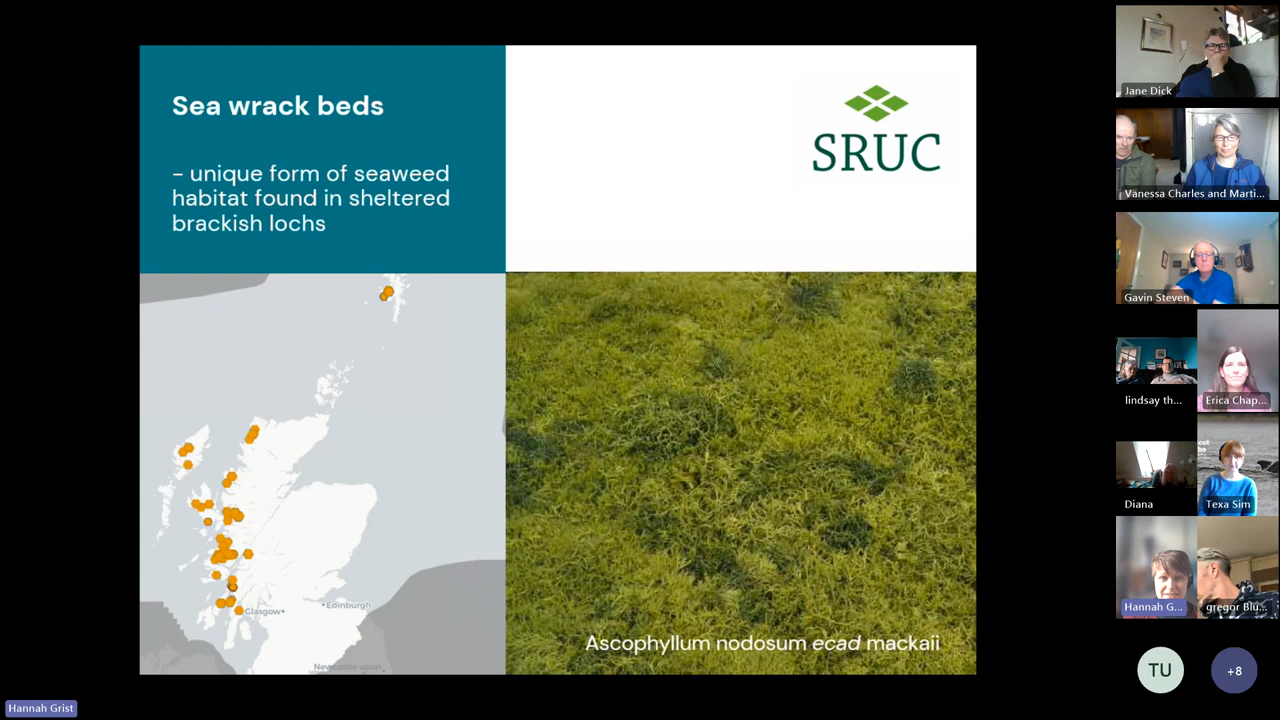 Sea wrack beds
- unique form of seaweed
habitat found in sheltered
brackish lochs
SRUC
Glasgow
Edinburgh
Newcastle upon
Ascophyllum nodosum ecad mackaii
Jane Dick
Vanessa Charles and Marti...
Gavin Steven
lindsay th...
Erica Chap...
Diana
Texa Sim
Hannah G...
gregor Blu...
TU
+8
Hannah Grist